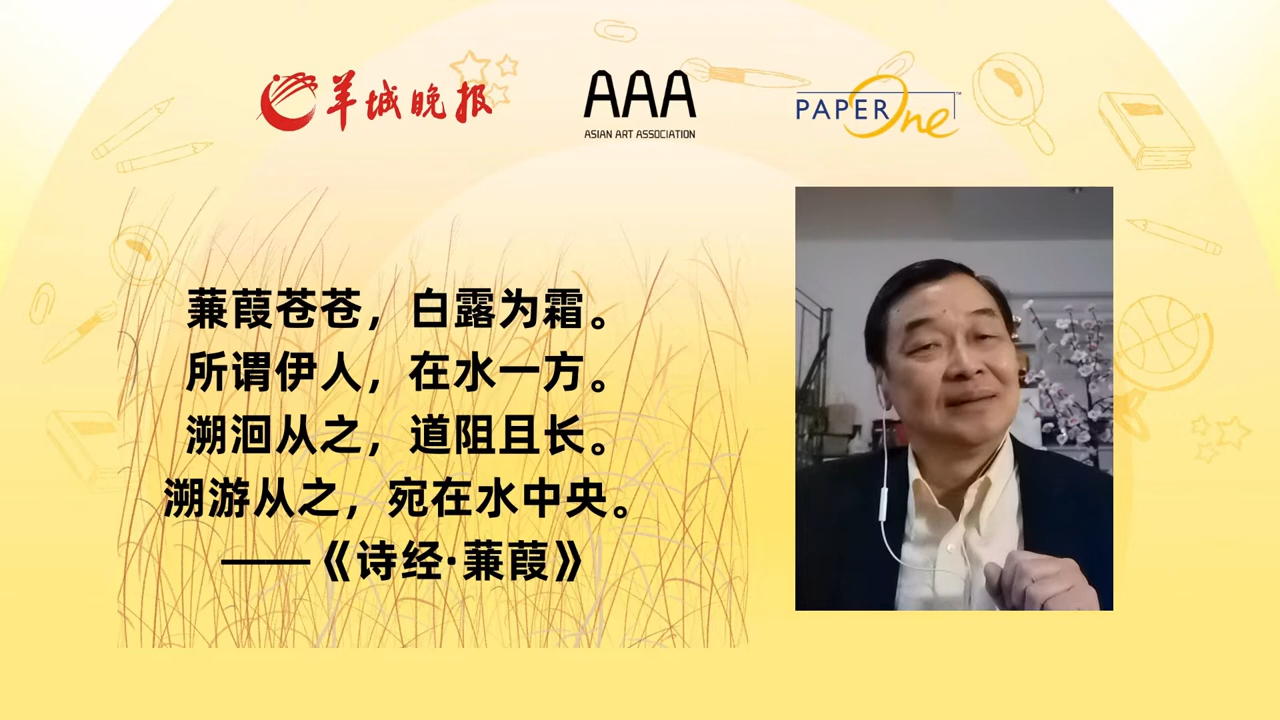 羊城晚报
AAA
ASIAN ART ASSOCIATION
PAPER One™
蒹葭苍苍，白露为霜。
所谓伊人，在水一方。
溯洄从之，道阻且长。
溯游从之，宛在水中央。
——《诗经·蒹葭》